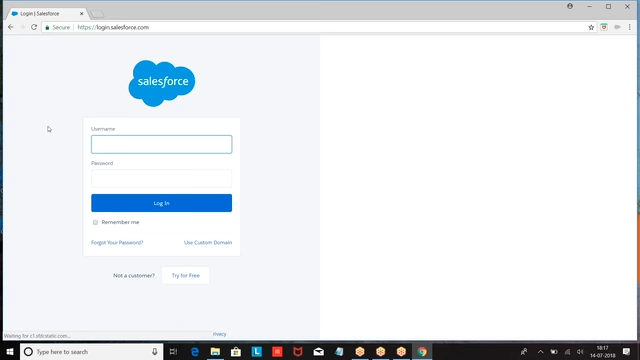 Login | Salesforce
Secure
https://login.salesforce.com
salesforce
Username
Password
Log In
Remember me
Forgot Your Password?
Use Custom Domain
Not a customer?
Try for Free
Waiting for c1.sfdcstatic.com...
rivacy
Type here to search
18:17
14-07-2018